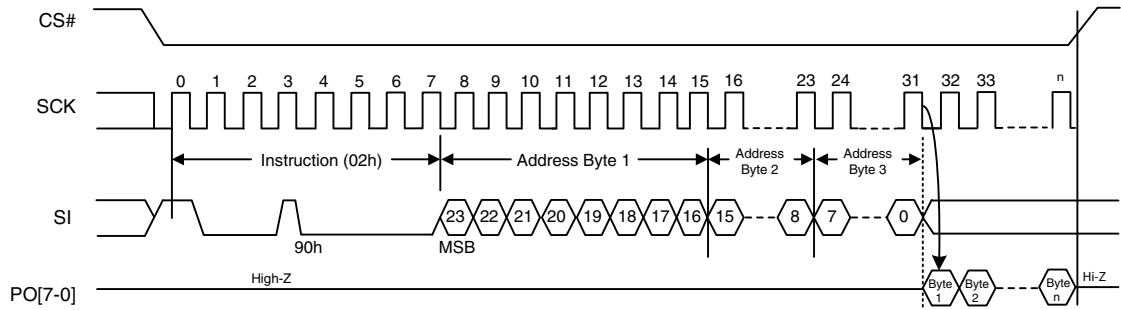 CS#
0 1 2 3 4 5 6 7 8 9 10 11 12 13 14 15 16 23 24 31 32 33 n
SCK
Instruction (02h) Address Byte 1 Address Byte 2 Address Byte 3
SI 23 22 21 20 19 18 17 16 15 8 7 0
90h MSB
High-Z Hi-Z
PO[7-0] Byte 1 Byte 2 Byte n